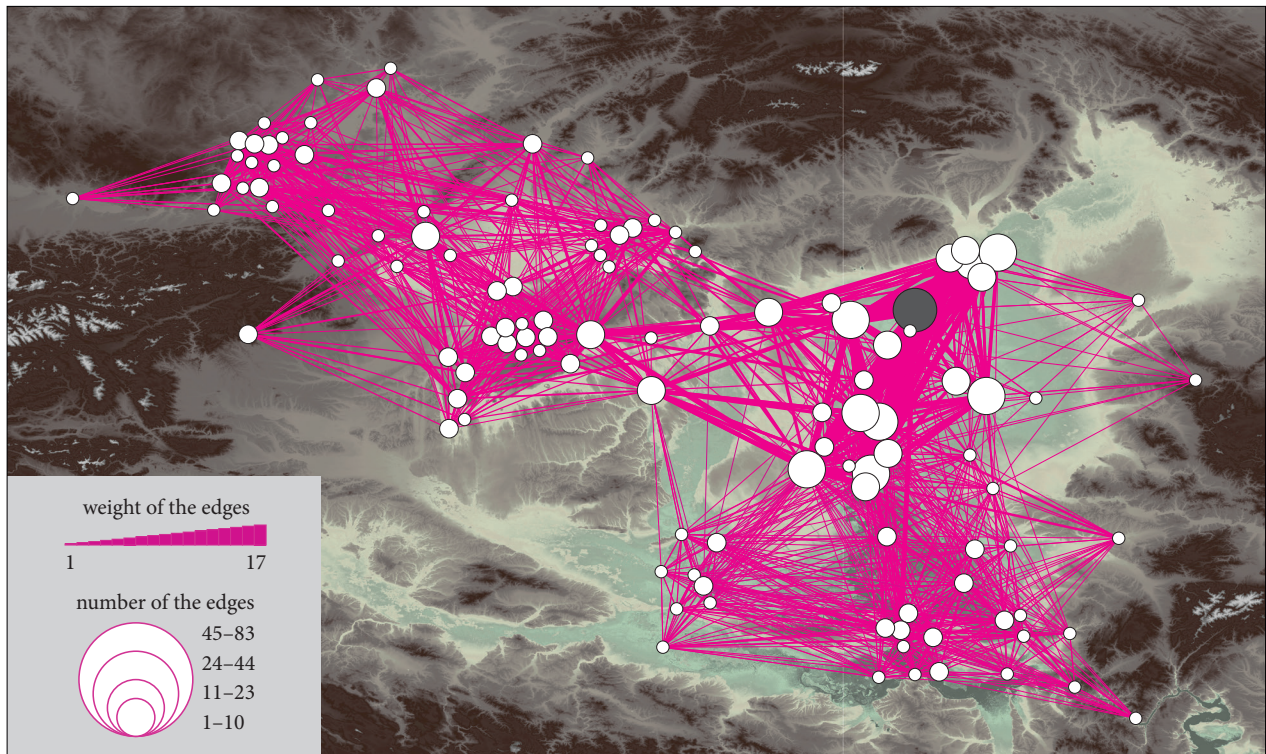 weight of the edges
1 17
number of the edges
45–83
24–44
11–23
1–10